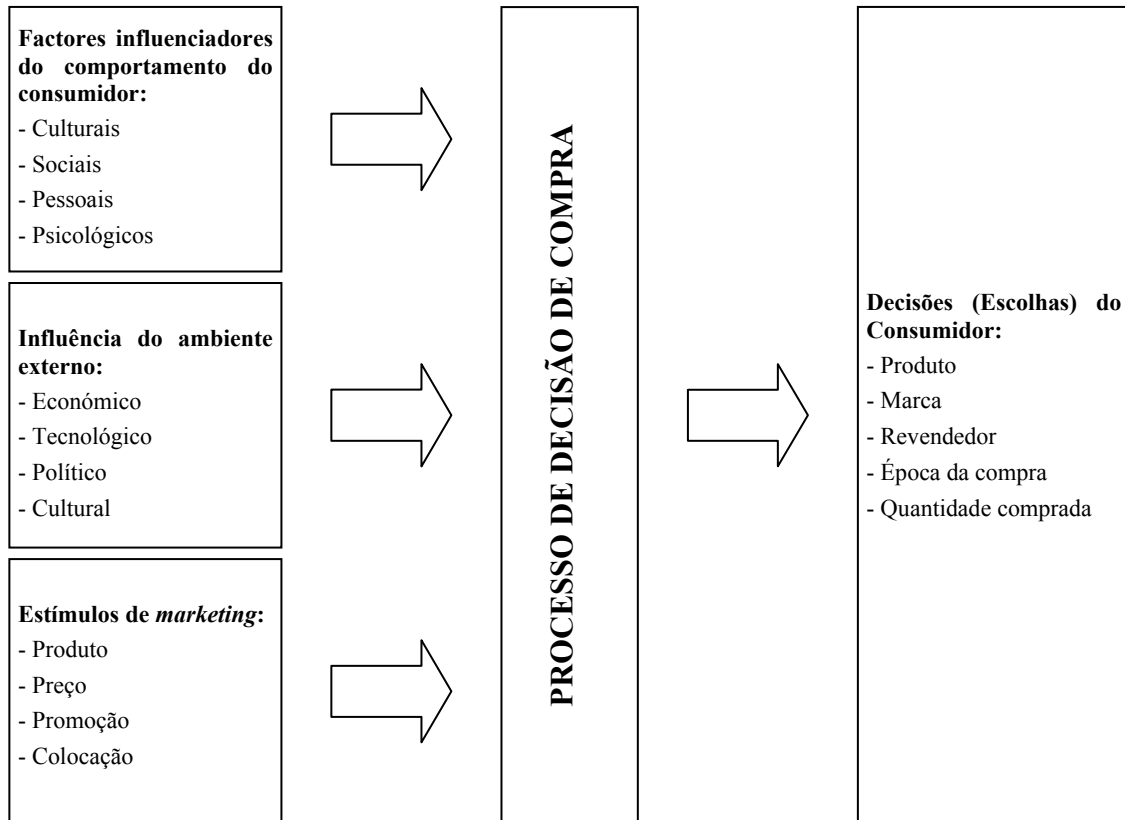 Factores influenciadores
do comportamento do
consumidor:
- Culturais
- Sociais
- Pessoais
- Psicológicos
Influência do ambiente
externo:
- Económico
- Tecnológico
- Político
- Cultural
Estímulos de marketing:
- Produto
- Preço
- Promoção
- Colocação
PROCESSO DE DECISÃO DE COMPRA
Decisões (Escolhas) do
Consumidor:
- Produto
- Marca
- Revendedor
- Época da compra
- Quantidade comprada